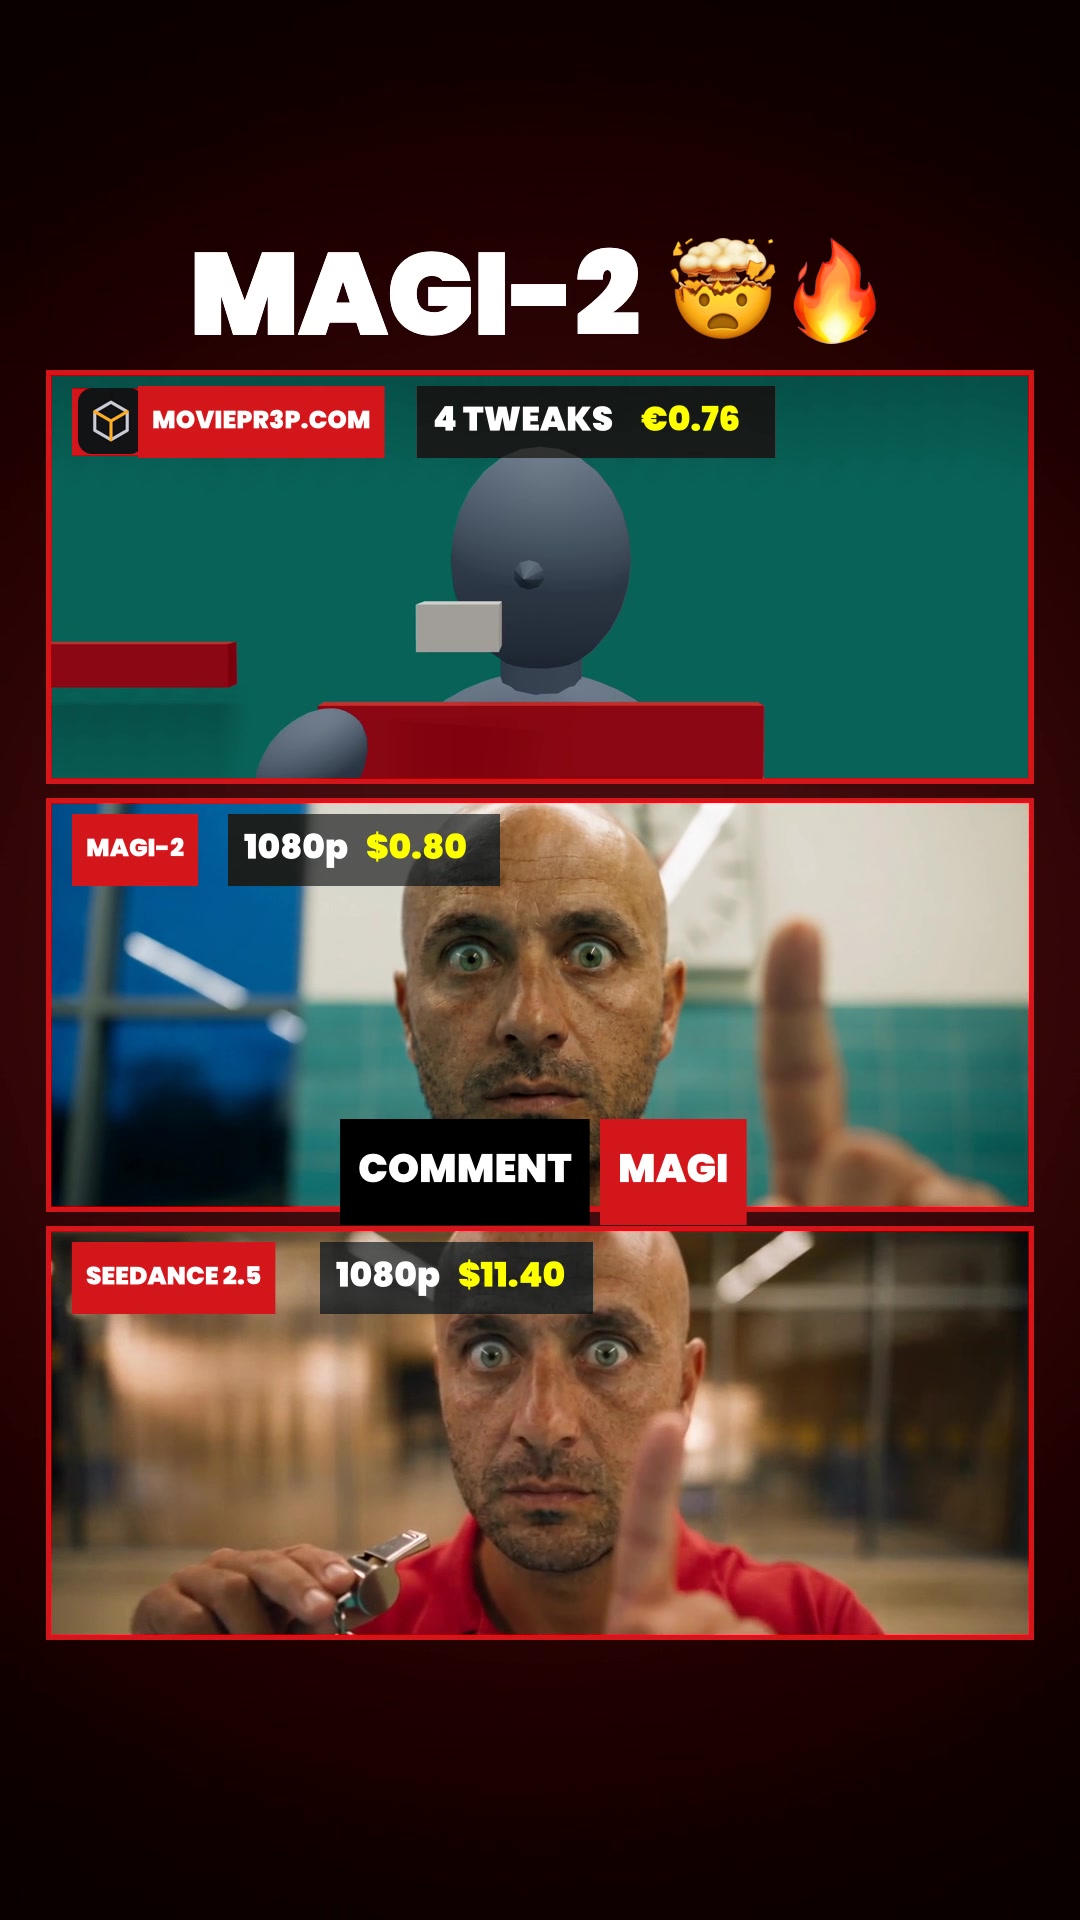 MAGI-2 🤯🔥
MOVIEPR3P.COM
4 TWEAKS €0.76
MAGI-2
1080p $0.80
COMMENT MAGI
SEEDANCE 2.5
1080p $11.40